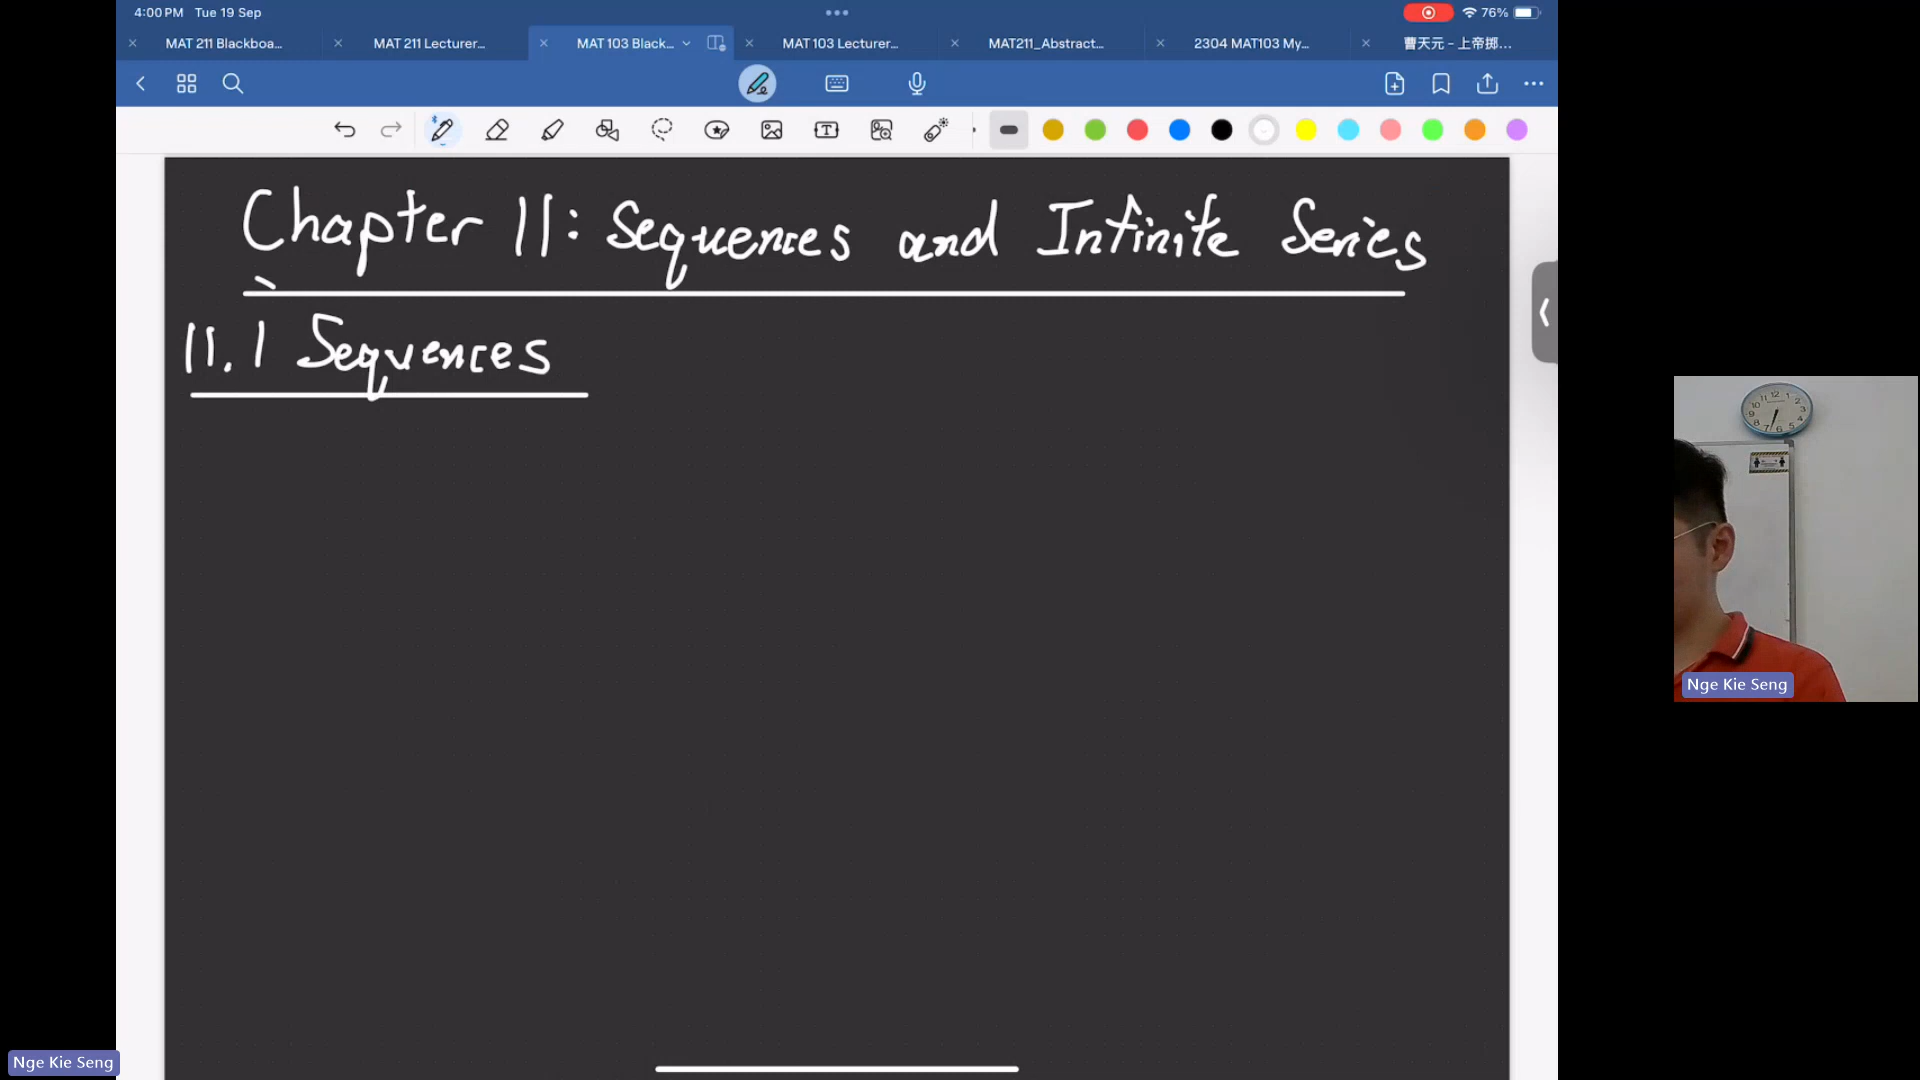 4:00 PM Tue 19 Sep
76%
MAT 211 Blackboa...
MAT 211 Lecturer...
MAT 103 Black...
MAT 103 Lecturer...
MAT211_Abstract...
2304 MAT103 My...
曹天元 - 上帝掷...
Chapter 11: Sequences and Infinite Series
11.1 Sequences
Nge Kie Seng
Nge Kie Seng